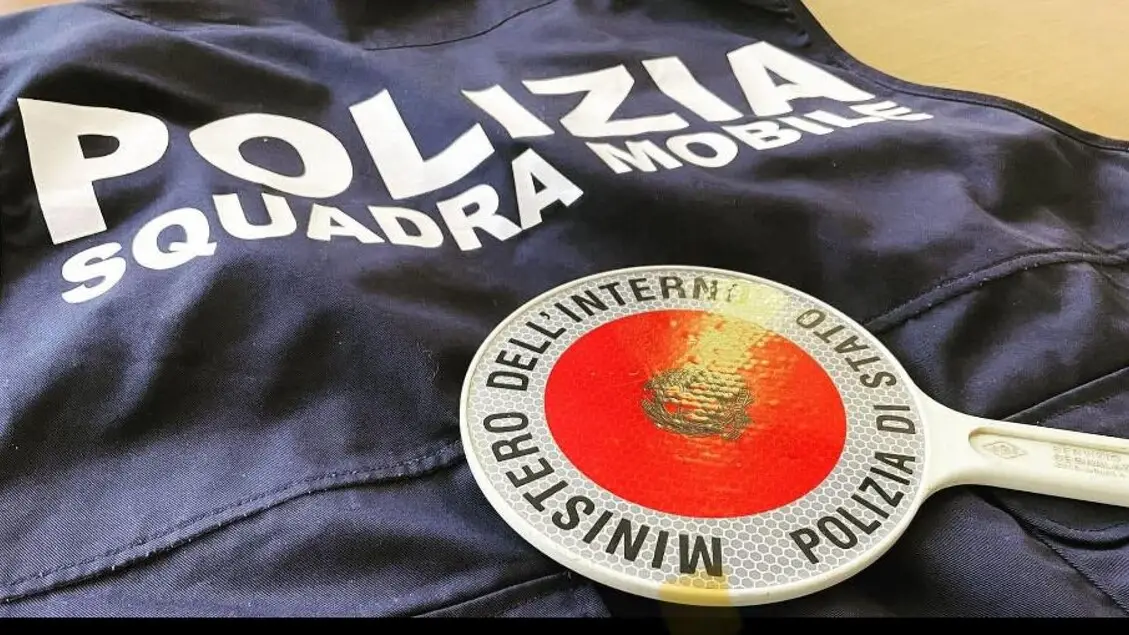 POLIZIA
SQUADRA MOBILE
MINISTERO DELL'INTERNO
POLIZIA DI STATO